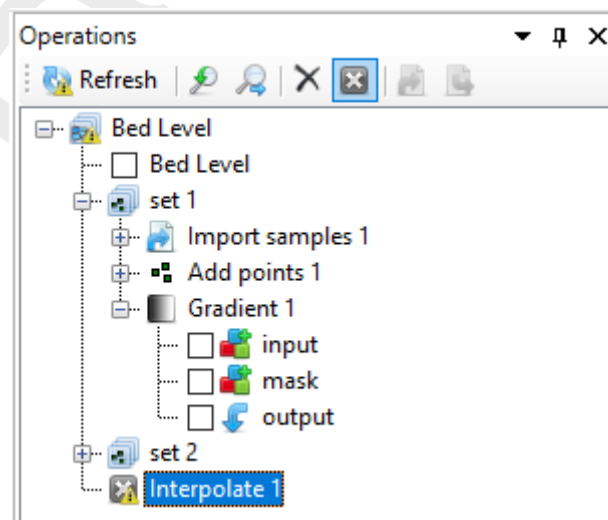 Operations
Refresh
Bed Level
Bed Level
set 1
Import samples 1
Add points 1
Gradient 1
input
mask
output
set 2
Interpolate 1